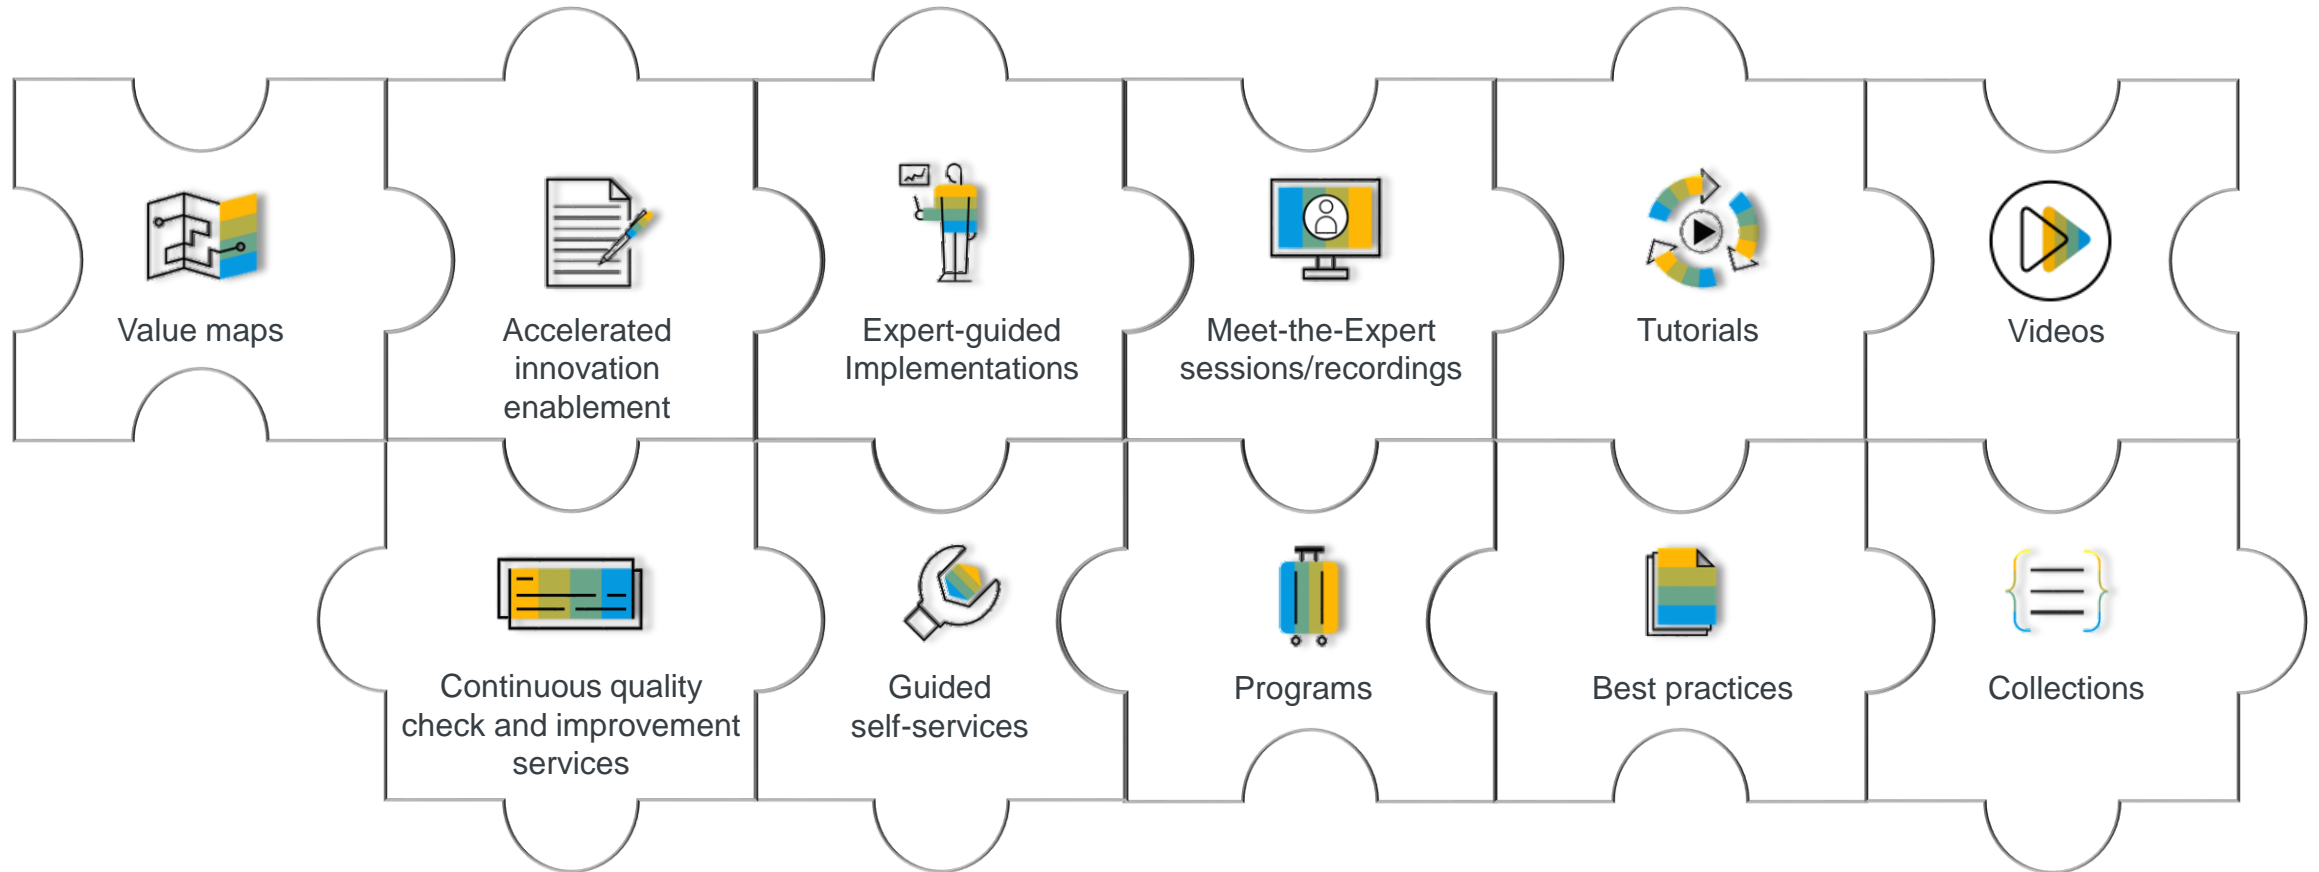 Value maps
Accelerated
innovation
enablement
Expert-guided
Implementations
Meet-the-Expert
sessions/recordings
Tutorials
Videos
Continuous quality
check and improvement
services
Guided
self-services
Programs
Best practices
Collections